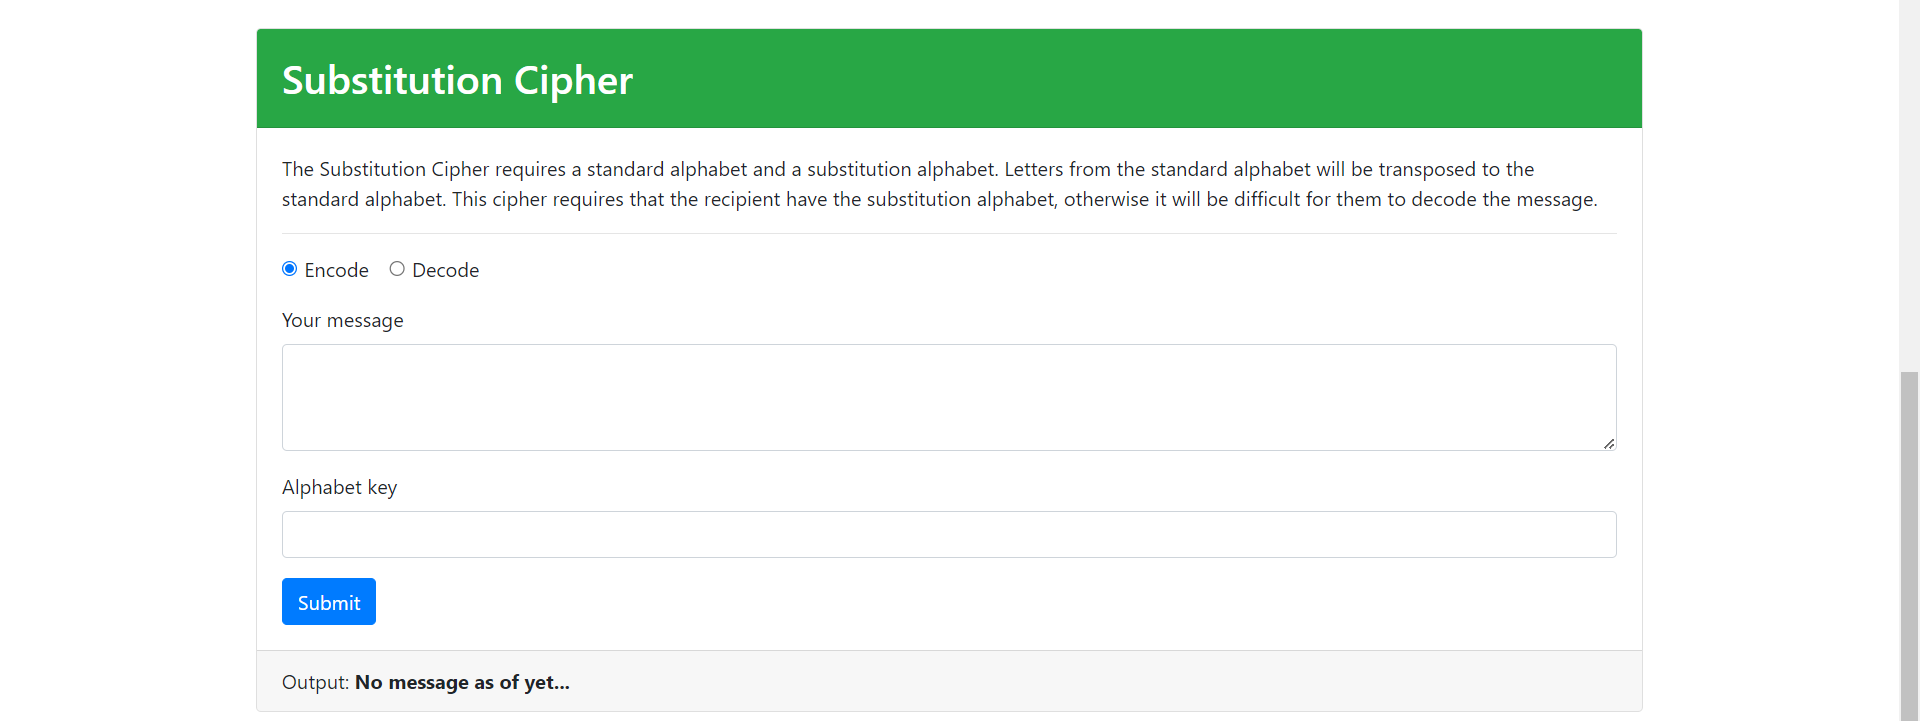 Substitution Cipher
The Substitution Cipher requires a standard alphabet and a substitution alphabet. Letters from the standard alphabet will be transposed to the
standard alphabet. This cipher requires that the recipient have the substitution alphabet, otherwise it will be difficult for them to decode the message.
Encode Decode
Your message
Alphabet key
Submit
Output: No message as of yet...